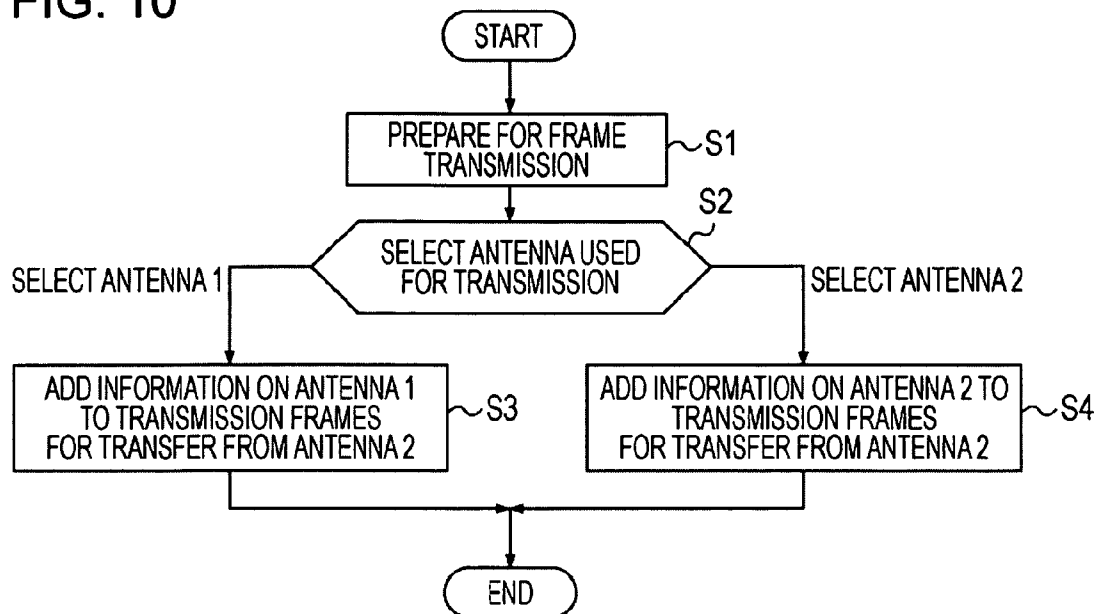 FIG. 10
START
PREPARE FOR FRAME
TRANSMISSION
S1
S2
SELECT ANTENNA USED
FOR TRANSMISSION
SELECT ANTENNA 1
SELECT ANTENNA 2
ADD INFORMATION ON ANTENNA 1
TO TRANSMISSION FRAMES
FOR TRANSFER FROM ANTENNA 2
S3
ADD INFORMATION ON ANTENNA 2 TO
TRANSMISSION FRAMES
FOR TRANSFER FROM ANTENNA 2
S4
END